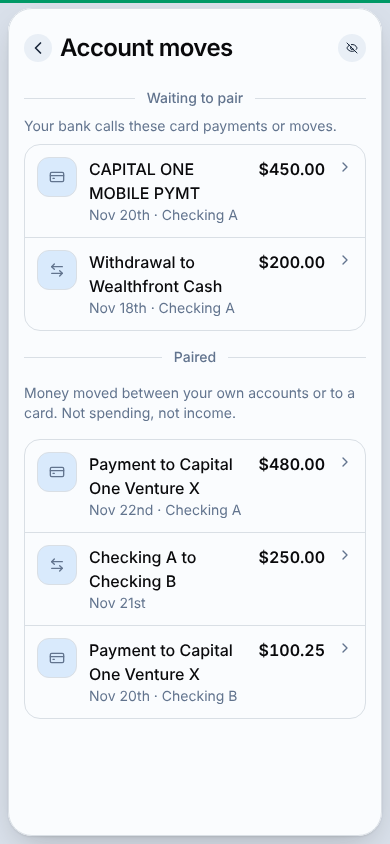 Account moves
Waiting to pair
Your bank calls these card payments or moves.
CAPITAL ONE
MOBILE PYMT
$450.00
Nov 20th · Checking A
Withdrawal to
Wealthfront Cash
$200.00
Nov 18th · Checking A
Paired
Money moved between your own accounts or to a
card. Not spending, not income.
Payment to Capital
One Venture X
$480.00
Nov 22nd · Checking A
Checking A to
Checking B
$250.00
Nov 21st
Payment to Capital
One Venture X
$100.25
Nov 20th · Checking B